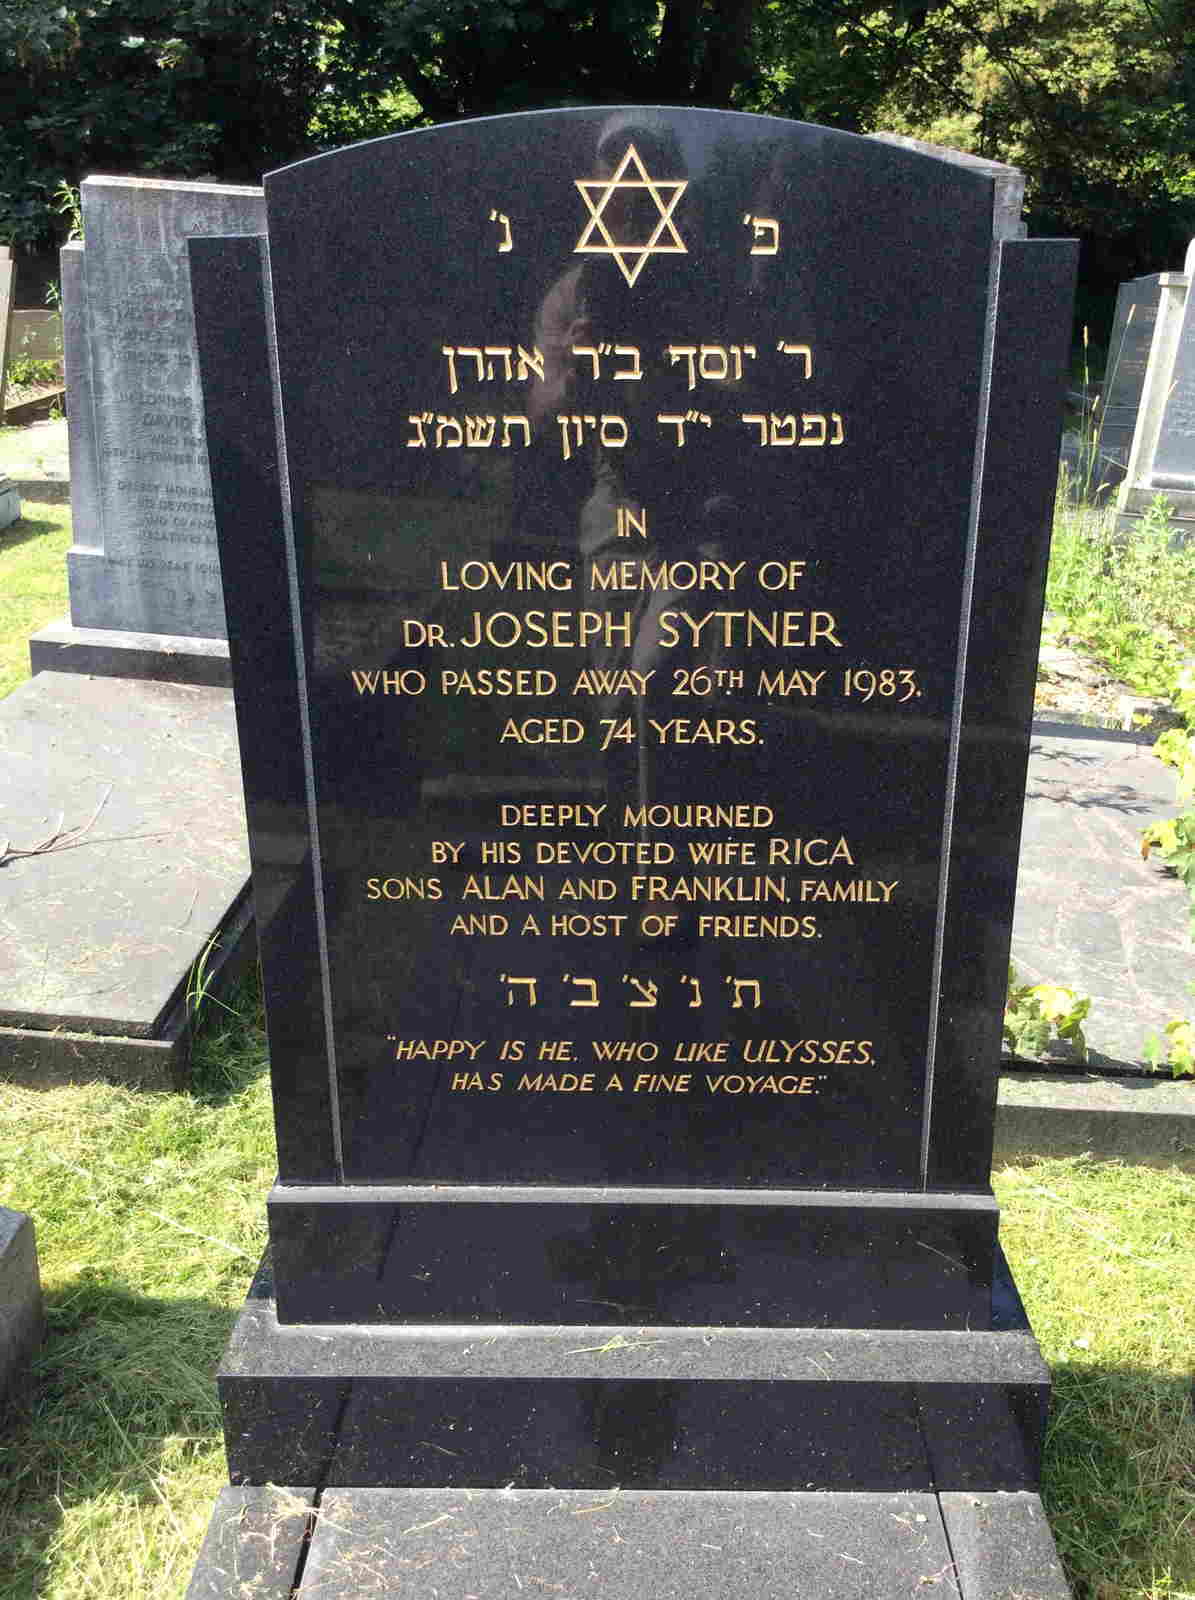 פ' נ'
ר' יוסף ב"ר אהרן
נפטר י"ד סיון תשמ"ג
IN
LOVING MEMORY OF
DR. JOSEPH SYTNER
WHO PASSED AWAY 26TH. MAY 1983.
AGED 74 YEARS.
DEEPLY MOURNED
BY HIS DEVOTED WIFE RICA
SONS ALAN AND FRANKLIN, FAMILY
AND A HOST OF FRIENDS.
ת' נ' צ' ב' ה'
"HAPPY IS HE, WHO LIKE ULYSSES,
HAS MADE A FINE VOYAGE."
DAVID